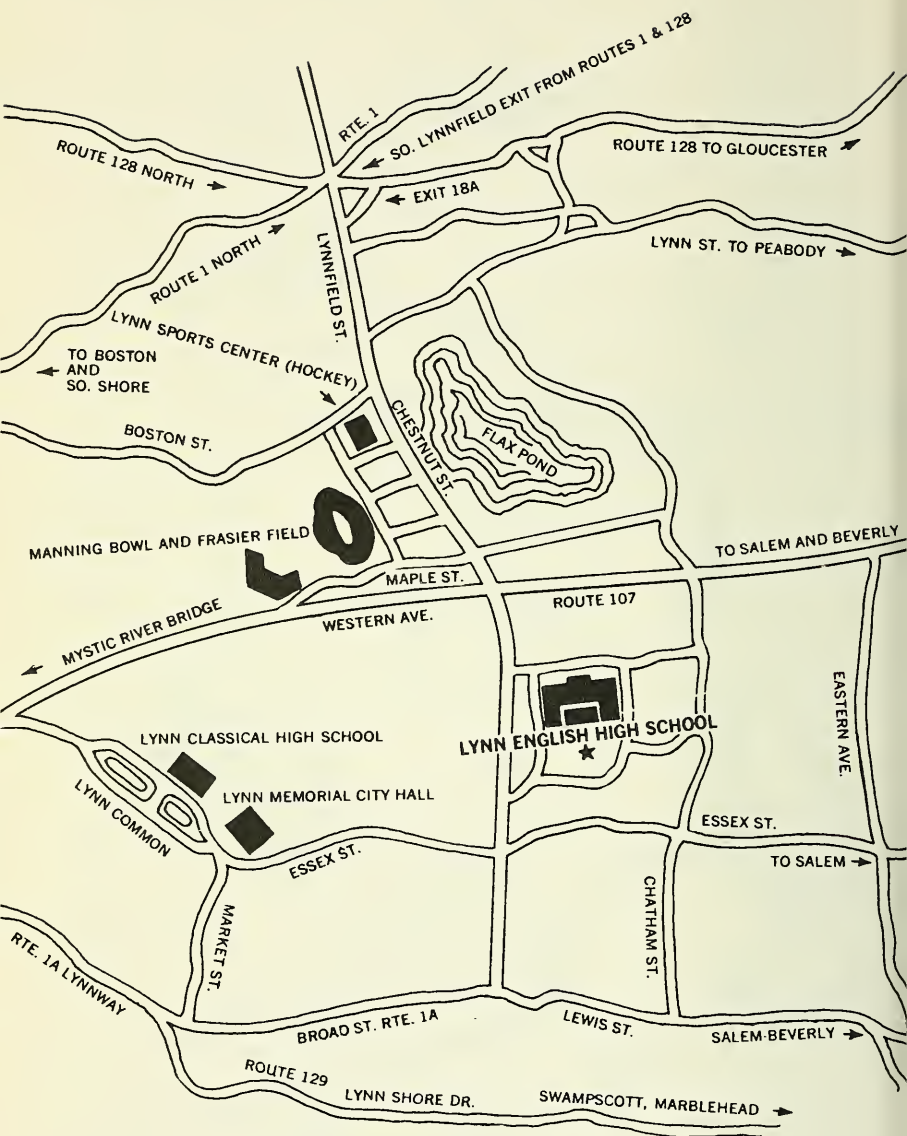 RTE. 1
SO. LYNNFIELD EXIT FROM ROUTES 1 & 128
ROUTE 128 NORTH →
← EXIT 18A
ROUTE 128 TO GLOUCESTER
ROUTE 1 NORTH →
LYNNFIELD ST.
LYNN ST. TO PEABODY →
LYNN SPORTS CENTER (HOCKEY)
← TO BOSTON
AND
SO. SHORE
BOSTON ST.
CHESTNUT ST.
FLAX POND
MANNING BOWL AND FRASIER FIELD
TO SALEM AND BEVERLY
MAPLE ST.
ROUTE 107
WESTERN AVE.
← MYSTIC RIVER BRIDGE
EASTERN AVE.
LYNN ENGLISH HIGH SCHOOL
★
LYNN CLASSICAL HIGH SCHOOL
LYNN MEMORIAL CITY HALL
LYNN COMMON
ESSEX ST.
ESSEX ST.
TO SALEM →
MARKET ST.
CHATHAM ST.
RTE. 1A LYNNWAY
BROAD ST. RTE. 1A
LEWIS ST.
SALEM-BEVERLY →
ROUTE 129
LYNN SHORE DR.
SWAMPSCOTT, MARBLEHEAD →